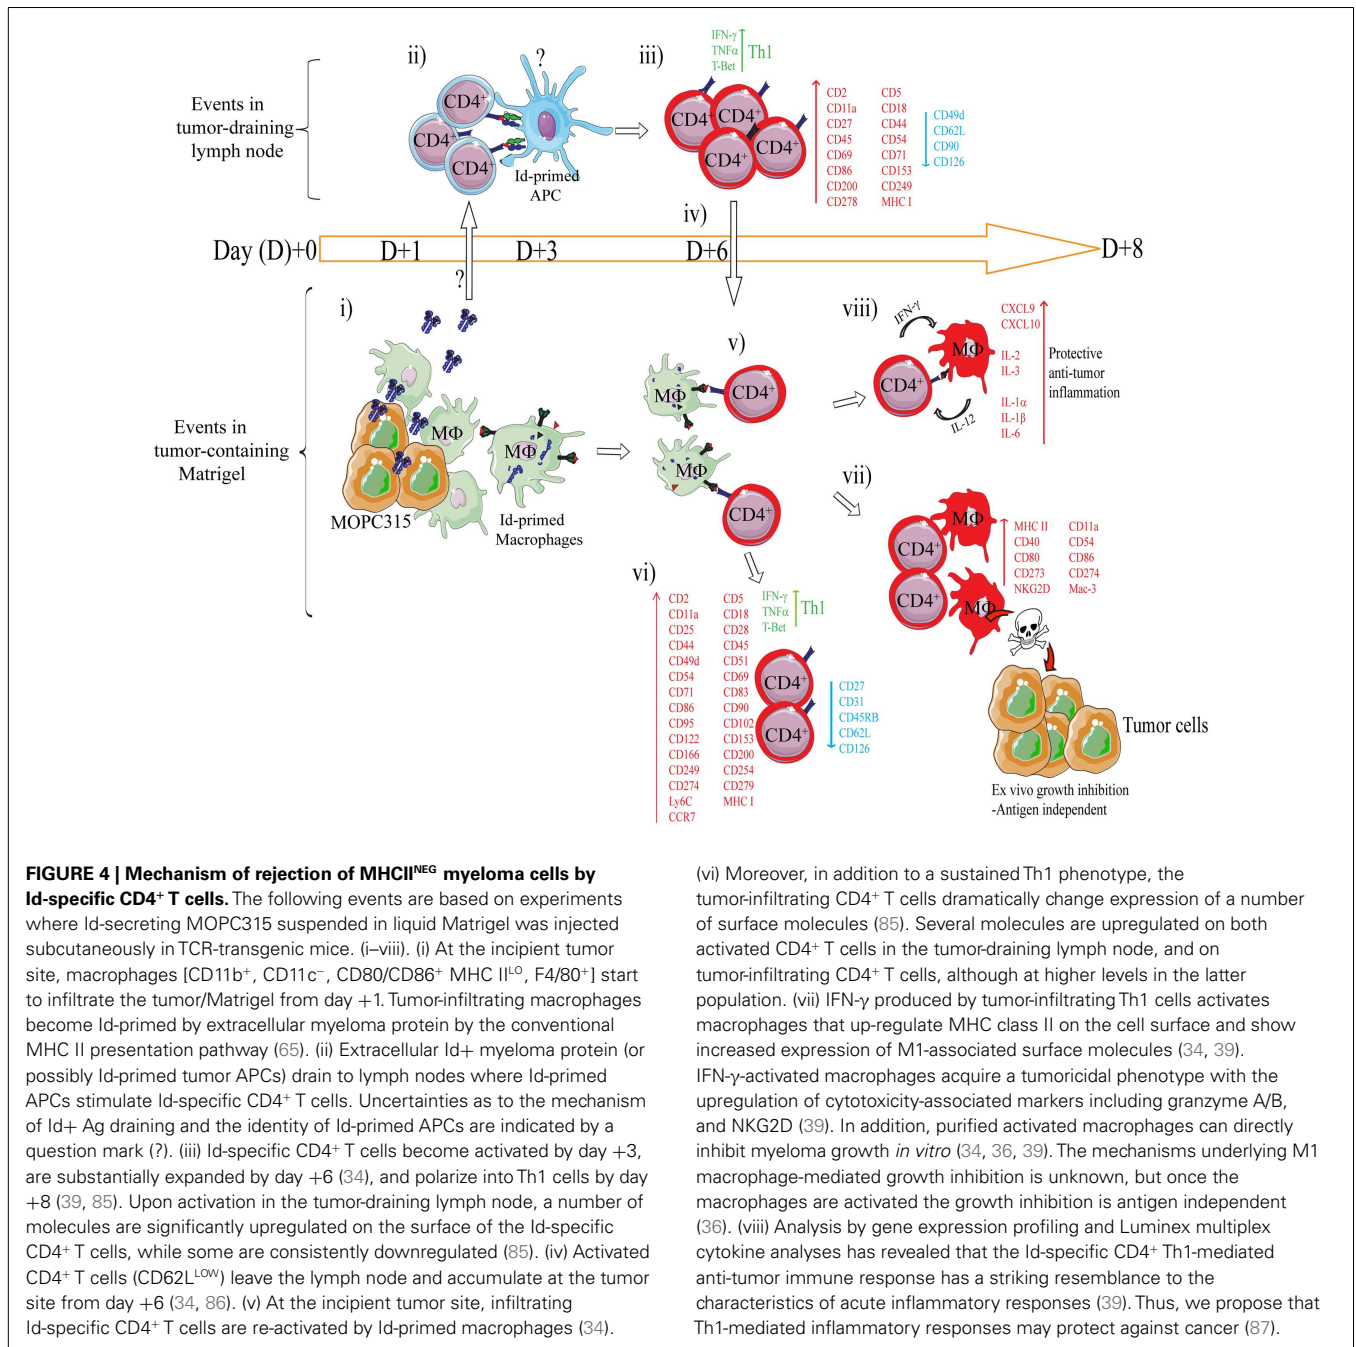 ii)
?
iii)
IFN-γ
TNFα
T-Bet
Th1
Events in
tumor-draining
lymph node
CD4+
CD4+
CD4+
Id-primed
APC
CD4+
CD4+
CD4+
CD4+
CD2
CD11a
CD27
CD45
CD69
CD86
CD200
CD278
CD5
CD18
CD44
CD54
CD71
CD153
CD249
MHC I
CD49d
CD62L
CD90
CD126
iv)
Day (D)+0
D+1
D+3
D+6
D+8
?
i)
Events in
tumor-containing
Matrigel
MΦ
MΦ
MOPC315
Id-primed
Macrophages
v)
MΦ
CD4+
MΦ
CD4+
viii)
IFN-γ
MΦ
CD4+
IL-12
CXCL9
CXCL10
IL-2
IL-3
IL-1α
IL-1β
IL-6
Protective
anti-tumor
inflammation
vii)
MΦ
CD4+
CD4+
MΦ
MHC II
CD40
CD80
CD273
NKG2D
CD11a
CD54
CD86
CD274
Mac-3
Tumor cells
Ex vivo growth inhibition
-Antigen independent
vi)
CD2
CD11a
CD25
CD44
CD49d
CD54
CD71
CD86
CD95
CD122
CD166
CD249
CD274
Ly6C
CCR7
CD5
CD18
CD28
CD45
CD51
CD69
CD83
CD90
CD102
CD153
CD200
CD254
CD279
MHC I
IFN-γ
TNFα
T-Bet
Th1
CD4+
CD4+
CD27
CD31
CD45RB
CD62L
CD126
FIGURE 4 | Mechanism of rejection of MHCIINEG myeloma cells by
Id-specific CD4+ T cells. The following events are based on experiments
where Id-secreting MOPC315 suspended in liquid Matrigel was injected
subcutaneously in TCR-transgenic mice. (i–viii). (i) At the incipient tumor
site, macrophages [CD11b+, CD11c−, CD80/CD86+ MHC IILO, F4/80+] start
to infiltrate the tumor/Matrigel from day +1. Tumor-infiltrating macrophages
become Id-primed by extracellular myeloma protein by the conventional
MHC II presentation pathway (65). (ii) Extracellular Id+ myeloma protein (or
possibly Id-primed tumor APCs) drain to lymph nodes where Id-primed
APCs stimulate Id-specific CD4+ T cells. Uncertainties as to the mechanism
of Id+ Ag draining and the identity of Id-primed APCs are indicated by a
question mark (?). (iii) Id-specific CD4+ T cells become activated by day +3,
are substantially expanded by day +6 (34), and polarize into Th1 cells by day
+8 (39, 85). Upon activation in the tumor-draining lymph node, a number of
molecules are significantly upregulated on the surface of the Id-specific
CD4+ T cells, while some are consistently downregulated (85). (iv) Activated
CD4+ T cells (CD62LLOW) leave the lymph node and accumulate at the tumor
site from day +6 (34, 86). (v) At the incipient tumor site, infiltrating
Id-specific CD4+ T cells are re-activated by Id-primed macrophages (34).
(vi) Moreover, in addition to a sustained Th1 phenotype, the
tumor-infiltrating CD4+ T cells dramatically change expression of a number
of surface molecules (85). Several molecules are upregulated on both
activated CD4+ T cells in the tumor-draining lymph node, and on
tumor-infiltrating CD4+ T cells, although at higher levels in the latter
population. (vii) IFN-γ produced by tumor-infiltrating Th1 cells activates
macrophages that up-regulate MHC class II on the cell surface and show
increased expression of M1-associated surface molecules (34, 39).
IFN-γ-activated macrophages acquire a tumoricidal phenotype with the
upregulation of cytotoxicity-associated markers including granzyme A/B,
and NKG2D (39). In addition, purified activated macrophages can directly
inhibit myeloma growth in vitro (34, 36, 39). The mechanisms underlying M1
macrophage-mediated growth inhibition is unknown, but once the
macrophages are activated the growth inhibition is antigen independent
(36). (viii) Analysis by gene expression profiling and Luminex multiplex
cytokine analyses has revealed that the Id-specific CD4+ Th1-mediated
anti-tumor immune response has a striking resemblance to the
characteristics of acute inflammatory responses (39). Thus, we propose that
Th1-mediated inflammatory responses may protect against cancer (87).